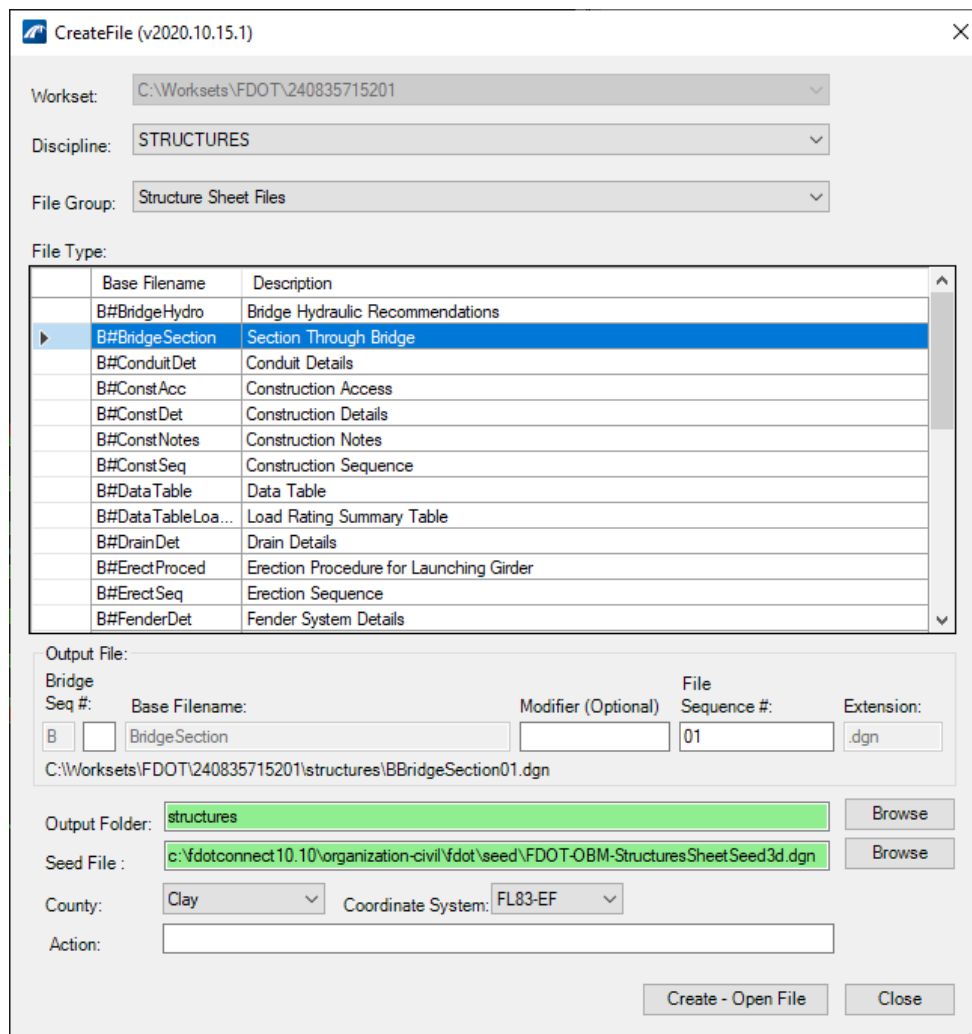 CreateFile (v2020.10.15.1)
Workset: C:\Worksets\FDOT\240835715201
Discipline: STRUCTURES
File Group: Structure Sheet Files
File Type:
Base Filename Description
B#BridgeHydro Bridge Hydraulic Recommendations
B#BridgeSection Section Through Bridge
B#ConduitDet Conduit Details
B#ConstAcc Construction Access
B#ConstDet Construction Details
B#ConstNotes Construction Notes
B#ConstSeq Construction Sequence
B#DataTable Data Table
B#DataTableLoa... Load Rating Summary Table
B#DrainDet Drain Details
B#ErectProced Erection Procedure for Launching Girder
B#ErectSeq Erection Sequence
B#FenderDet Fender System Details
Output File:
Bridge File
Seq #: Base Filename: Modifier (Optional) Sequence #: Extension:
B BridgeSection 01 .dgn
C:\Worksets\FDOT\240835715201\structures\BBridgeSection01.dgn
Output Folder: structures Browse
Seed File : c:\fdotconnect10.10\organization-civil\fdot\seed\FDOT-OBM-StructuresSheetSeed3d.dgn Browse
County: Clay Coordinate System: FL83-EF
Action:
Create - Open File Close